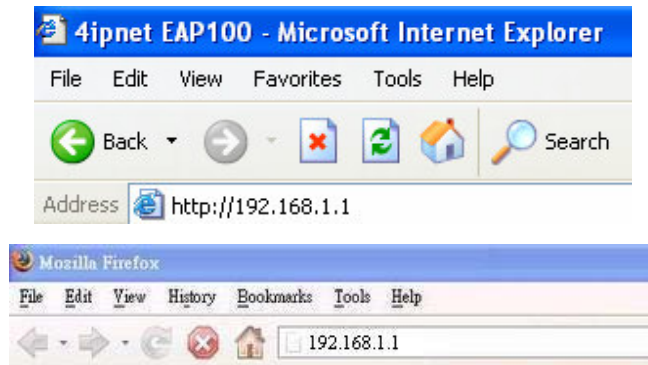 4ipnet EAP100 - Microsoft Internet Explorer
File Edit View Favorites Tools Help
Back Search
Address http://192.168.1.1
Mozilla Firefox
File Edit View History Bookmarks Tools Help
192.168.1.1